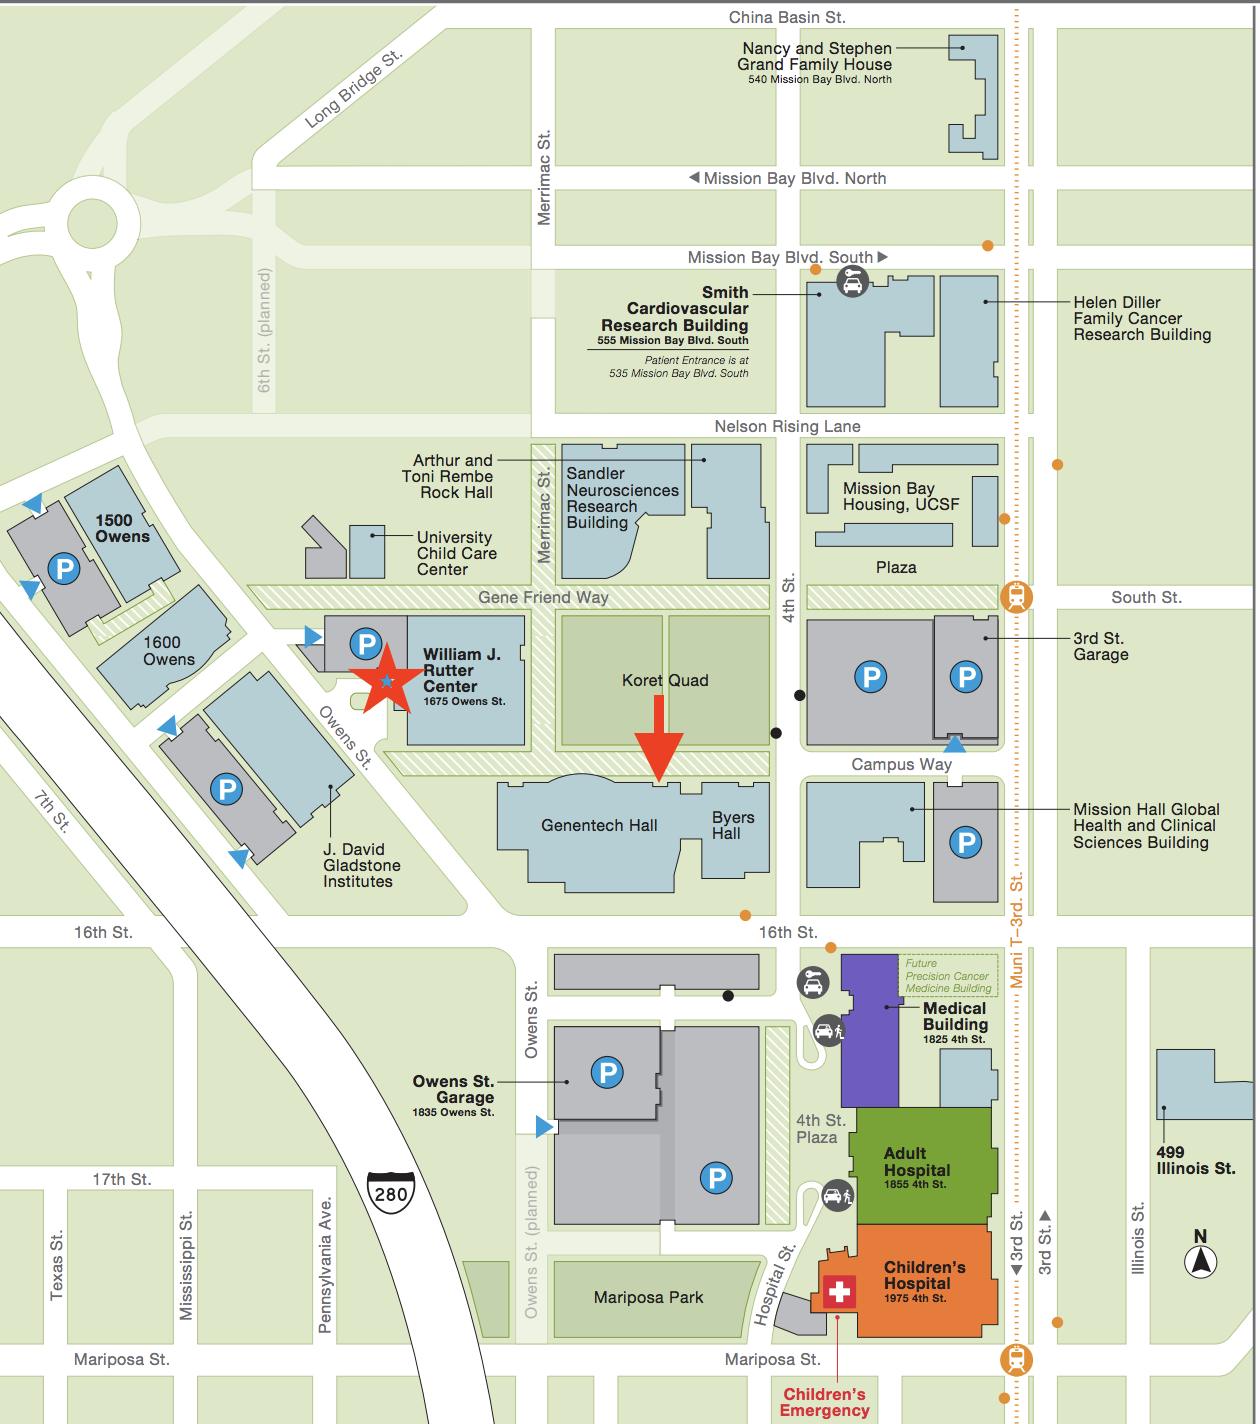 China Basin St.
Nancy and Stephen
Grand Family House
540 Mission Bay Blvd. North
Long Bridge St.
Merrimac St.
Mission Bay Blvd. North
Mission Bay Blvd. South
6th St. (planned)
Smith
Cardiovascular
Research Building
555 Mission Bay Blvd. South
Patient Entrance is at
535 Mission Bay Blvd. South
Helen Diller
Family Cancer
Research Building
Nelson Rising Lane
Arthur and
Toni Rembe
Rock Hall
Merrimac St.
Sandler
Neurosciences
Research
Building
Mission Bay
Housing, UCSF
1500
Owens
P
University
Child Care
Center
Plaza
4th St.
Gene Friend Way
South St.
1600
Owens
P
William J.
Rutter
Center
1675 Owens St.
Koret Quad
P
P
3rd St.
Garage
Owens St.
Campus Way
7th St.
P
J. David
Gladstone
Institutes
Genentech Hall
Byers
Hall
P
Mission Hall Global
Health and Clinical
Sciences Building
Muni T–3rd. St.
16th St.
16th St.
Future
Precision Cancer
Medicine Building
Medical
Building
1825 4th St.
Owens St.
Owens St.
Garage
1835 Owens St.
P
4th St.
Plaza
P
Adult
Hospital
1855 4th St.
499
Illinois St.
17th St.
280
Texas St.
Mississippi St.
Pennsylvania Ave.
Owens St. (planned)
Hospital St.
3rd St.
3rd St.
Illinois St.
N
Mariposa Park
Children's
Hospital
1975 4th St.
Mariposa St.
Mariposa St.
Children's
Emergency